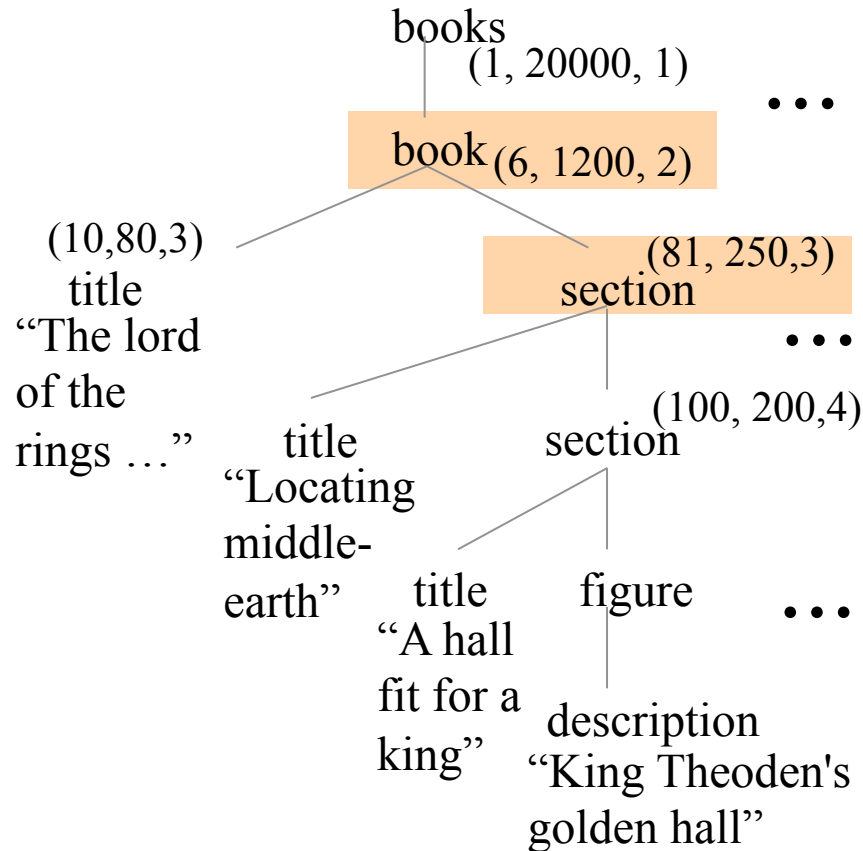 books
(1, 20000, 1)
…
book (6, 1200, 2)
(10,80,3)
title
“The lord
of the
rings …”
(81, 250,3)
section
…
(100, 200,4)
title
“Locating
middle-
earth”
section
title
“A hall
fit for a
king”
figure
…
description
“King Theoden's
golden hall”